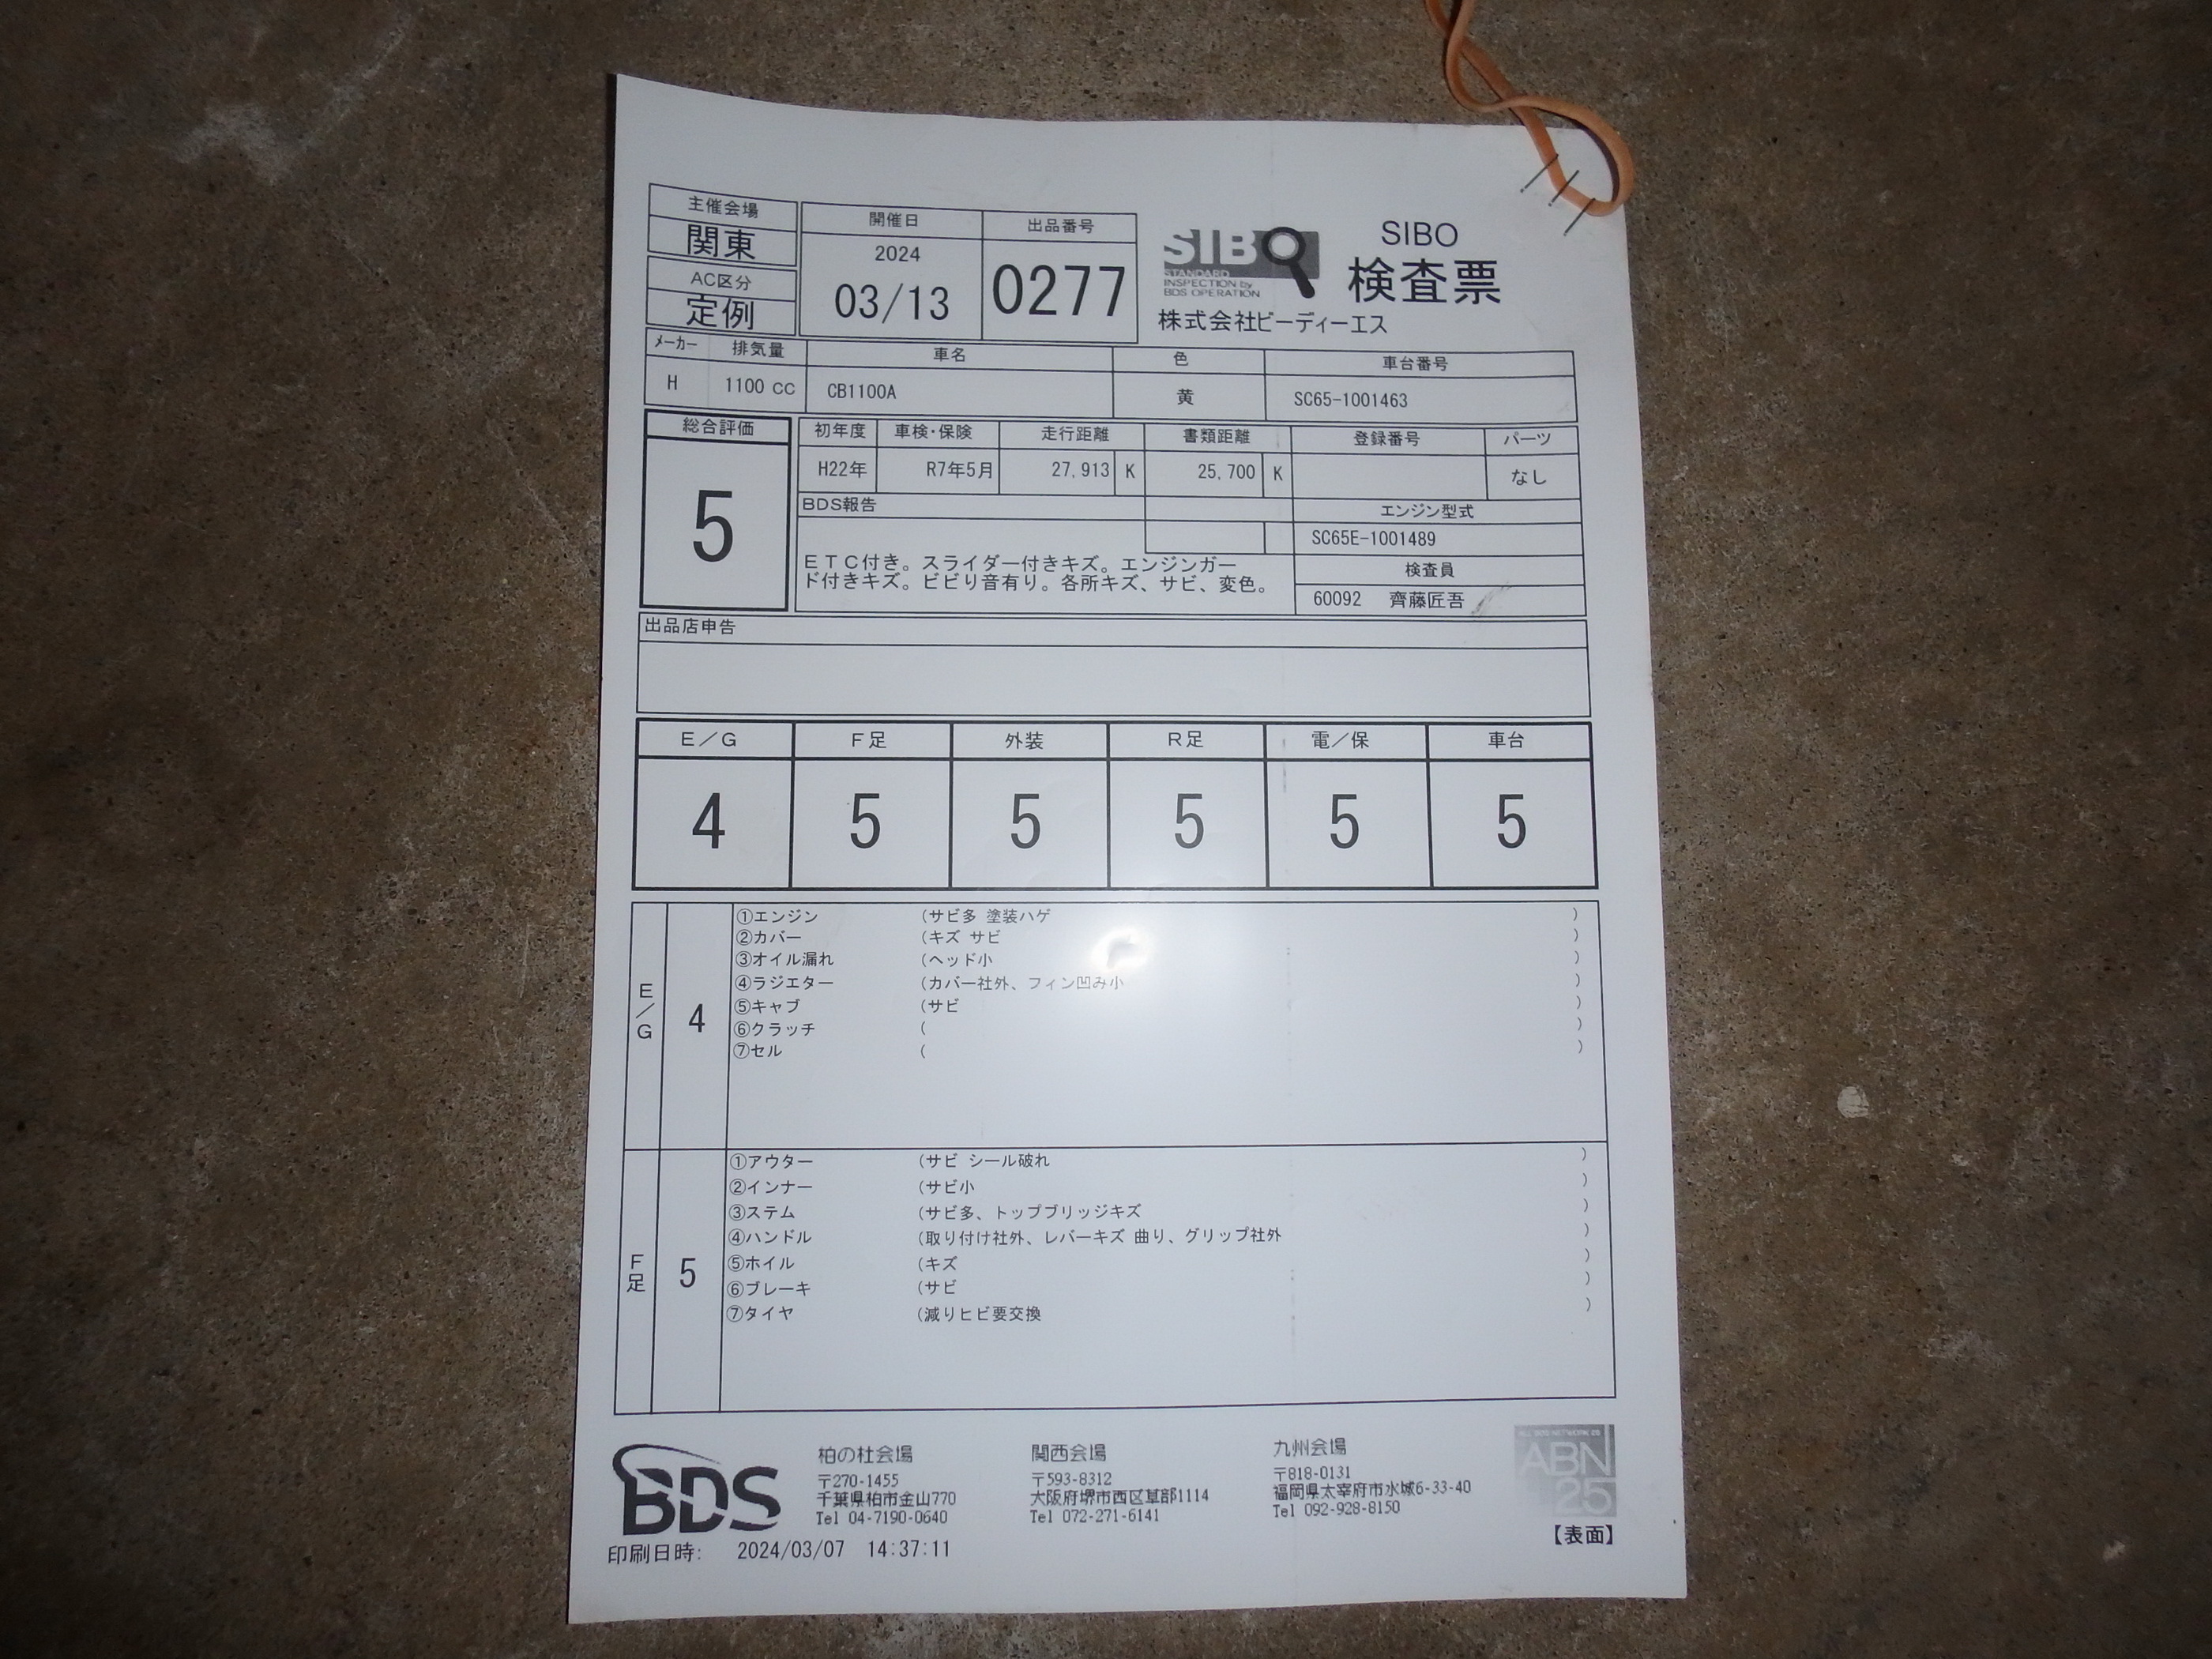 主催会場
関東
AC区分
定例
開催日
2024
03/13
出品番号
0277
SIBO
STANDARD
INSPECTION by
BDS OPERATION
SIBO
検査票
株式会社ビーディーエス
メーカー 排気量 車名 色 車台番号
H 1100 cc CB1100A 黄 SC65-1001463
総合評価
5
初年度 車検・保険 走行距離 書類距離 登録番号 パーツ
H22年 R7年5月 27,913 K 25,700 K なし
BDS報告 エンジン型式
SC65E-1001489
ETC付き。スライダー付きキズ。エンジンガー
ド付きキズ。ビビり音有り。各所キズ、サビ、変色。
検査員
60092 齊藤匠吾
出品店申告
E/G F足 外装 R足 電/保 車台
4 5 5 5 5 5
E/G 4
①エンジン (サビ多 塗装ハゲ )
②カバー (キズ サビ )
③オイル漏れ (ヘッド小 )
④ラジエター (カバー社外、フィン凹み小 )
⑤キャブ (サビ )
⑥クラッチ ( )
⑦セル ( )
F足 5
①アウター (サビ シール破れ )
②インナー (サビ小 )
③ステム (サビ多、トップブリッジキズ )
④ハンドル (取り付け社外、レバーキズ 曲り、グリップ社外 )
⑤ホイル (キズ )
⑥ブレーキ (サビ )
⑦タイヤ (減りヒビ要交換 )
BDS
柏の杜会場
〒270-1455
千葉県柏市金山770
Tel 04-7190-0640
関西会場
〒593-8312
大阪府堺市西区草部1114
Tel 072-271-6141
九州会場
〒818-0131
福岡県太宰府市水城6-33-40
Tel 092-928-8150
ALL BDS NETWORK 25
ABN
25
【表面】
印刷日時: 2024/03/07 14:37:11